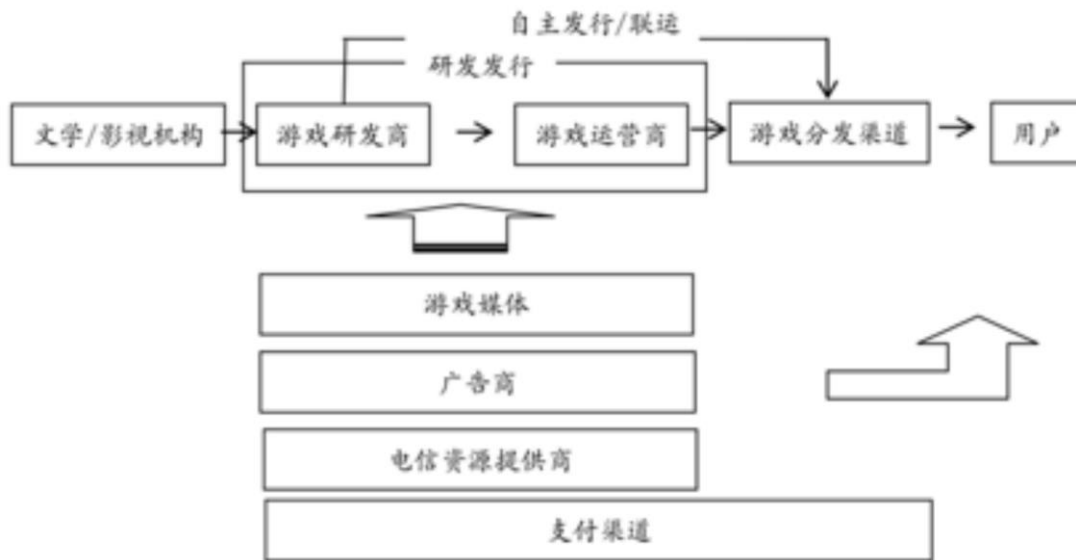 自主发行/联运
研发发行
文学/影视机构 游戏研发商 游戏运营商 游戏分发渠道 用户
游戏媒体
广告商
电信资源提供商
支付渠道